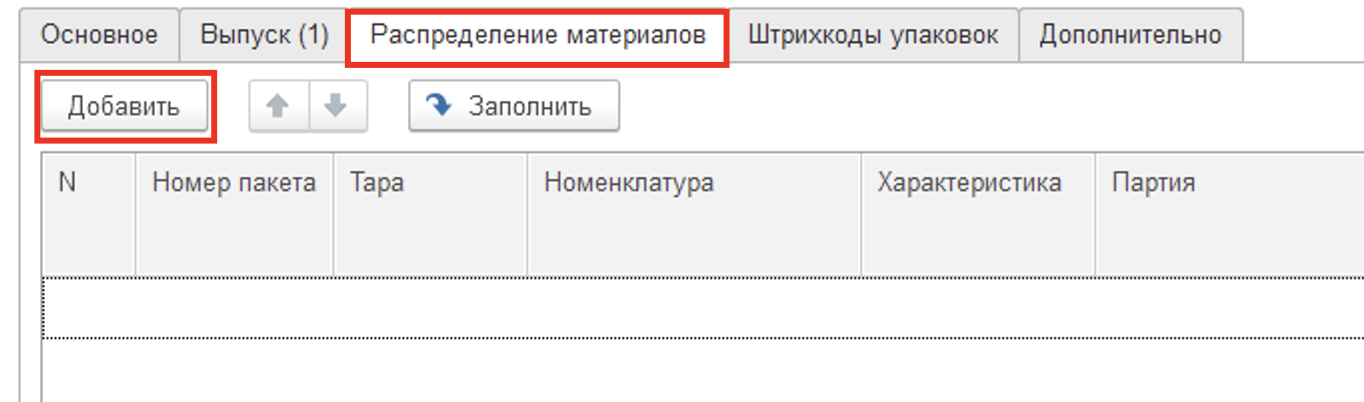 Основное Выпуск (1) Распределение материалов Штрихкоды упаковок Дополнительно
Добавить Заполнить
N Номер пакета Тара Номенклатура Характеристика Партия